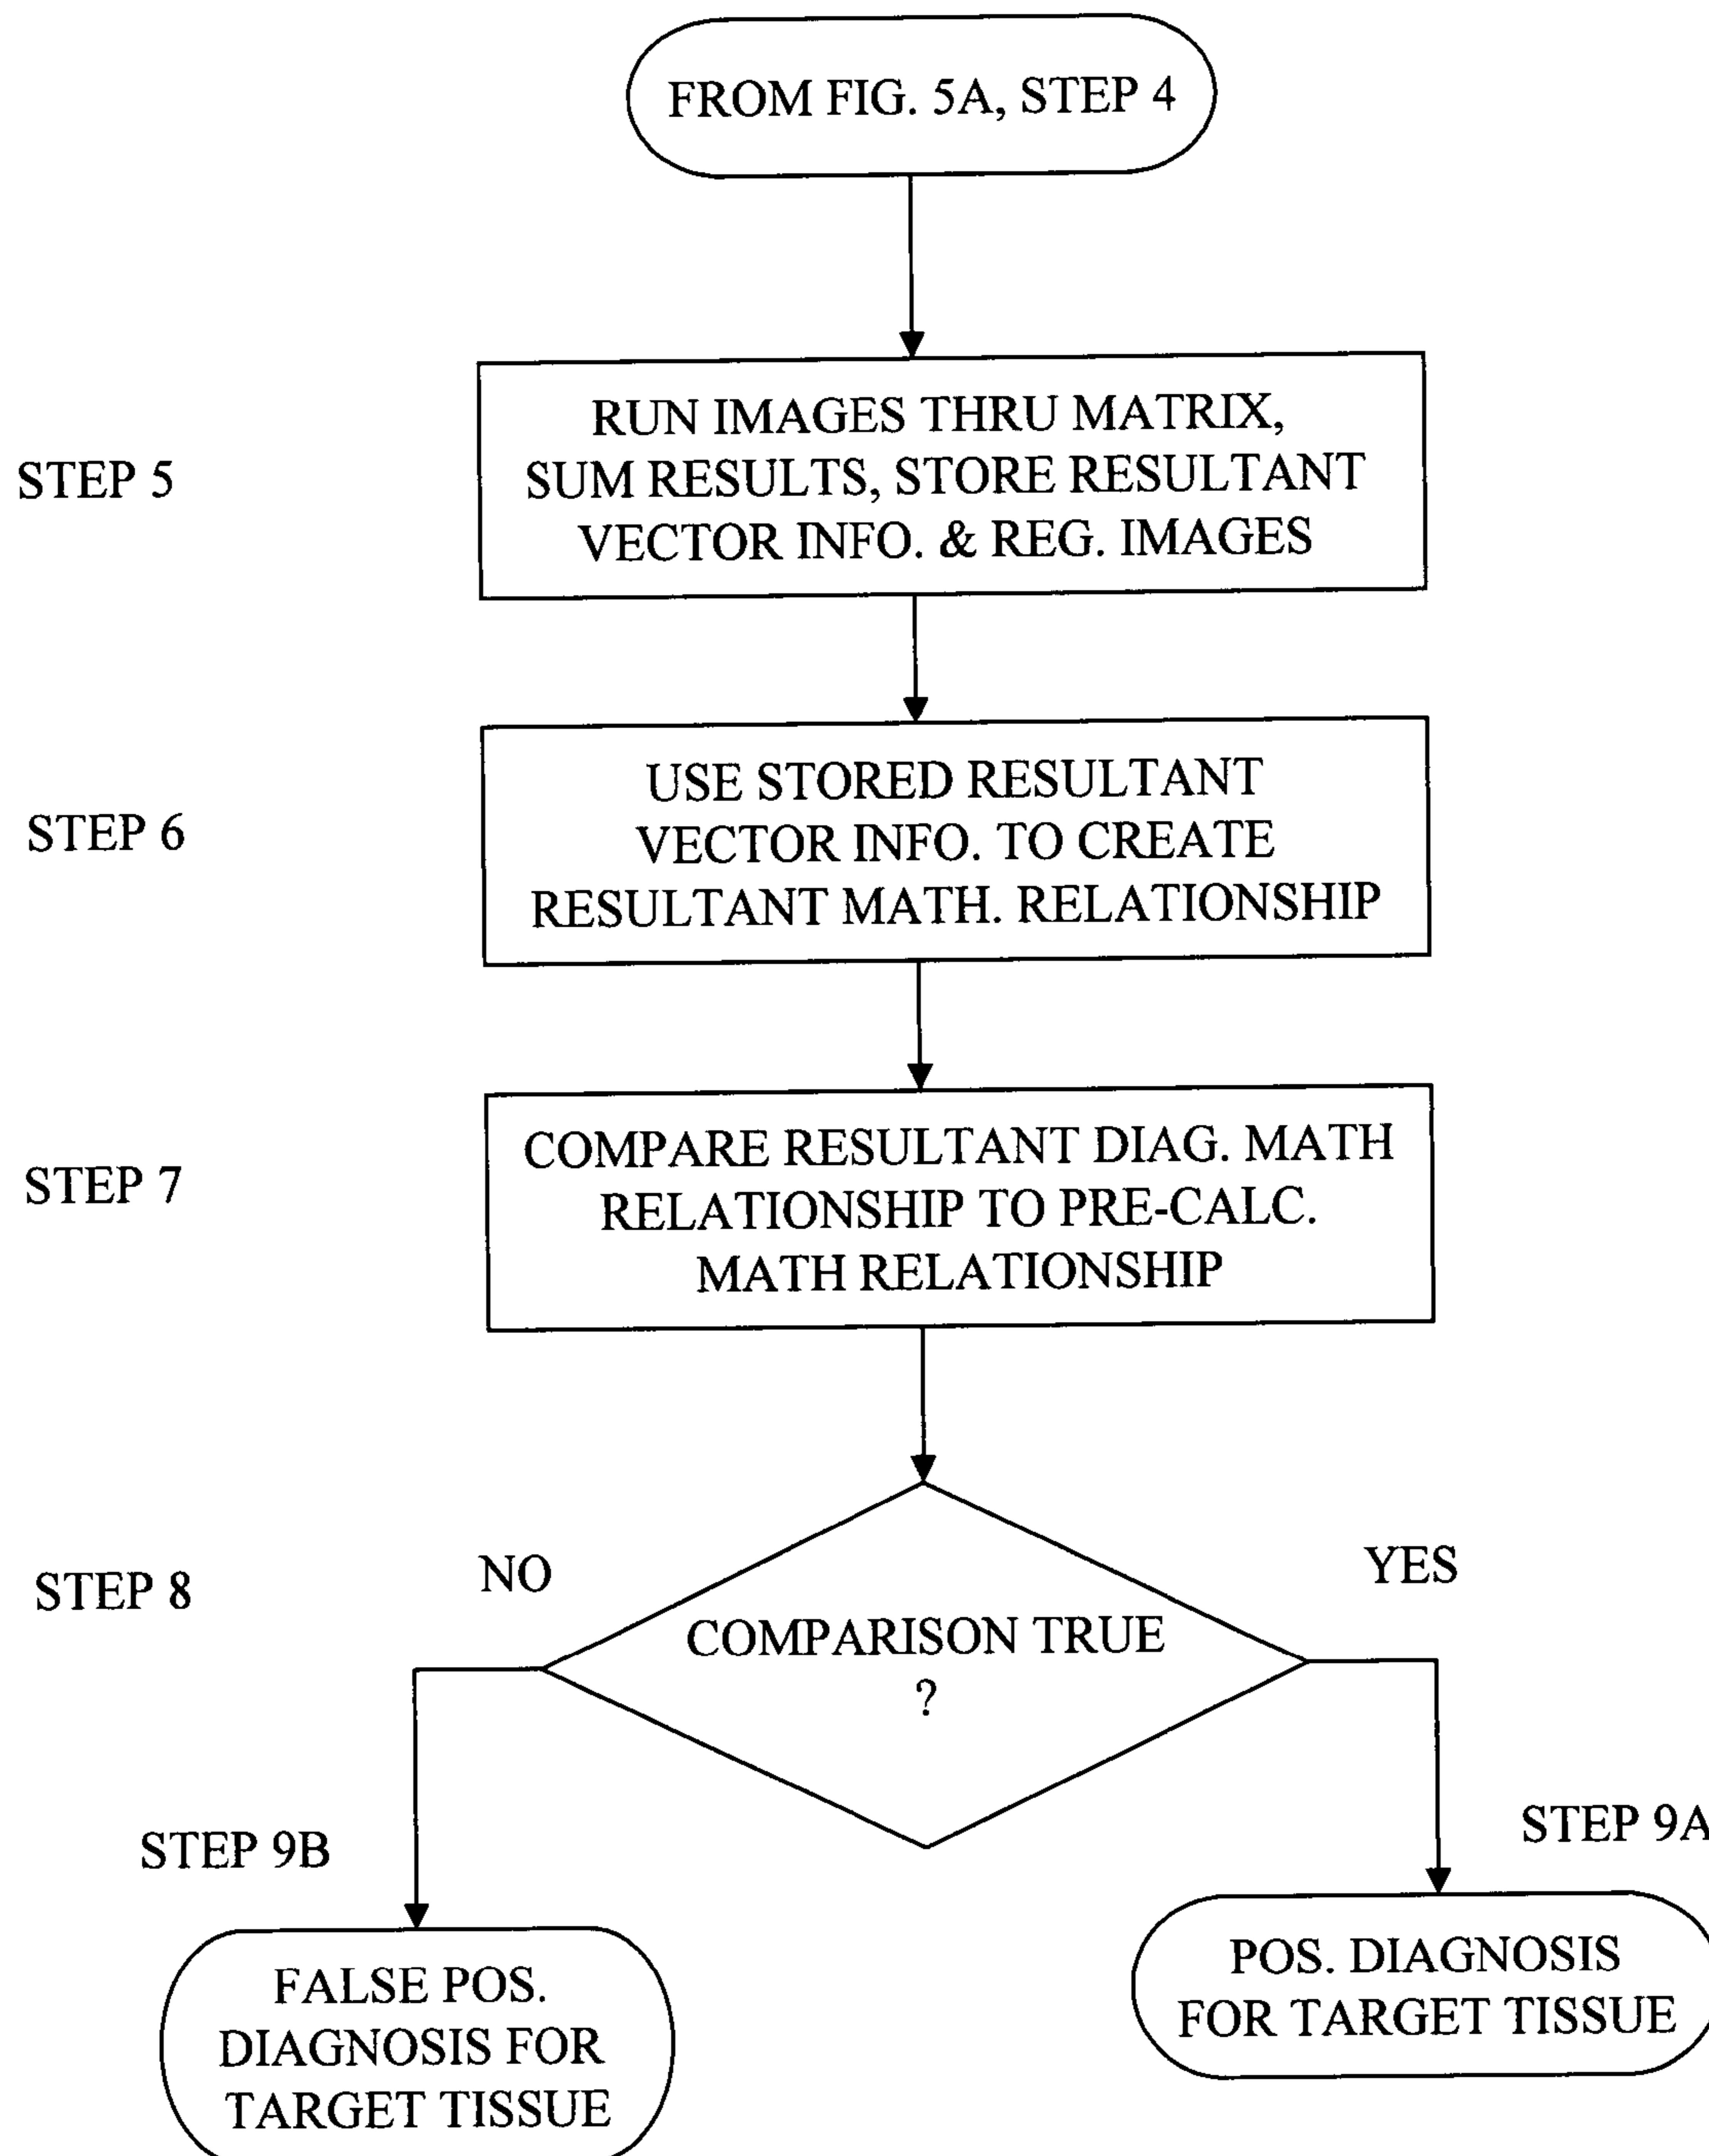 FROM FIG. 5A, STEP 4
STEP 5
RUN IMAGES THRU MATRIX,
SUM RESULTS, STORE RESULTANT
VECTOR INFO. & REG. IMAGES
STEP 6
USE STORED RESULTANT
VECTOR INFO. TO CREATE
RESULTANT MATH. RELATIONSHIP
STEP 7
COMPARE RESULTANT DIAG. MATH
RELATIONSHIP TO PRE-CALC.
MATH RELATIONSHIP
STEP 8
NO
YES
COMPARISON TRUE
?
STEP 9B
STEP 9A
FALSE POS.
DIAGNOSIS FOR
TARGET TISSUE
POS. DIAGNOSIS
FOR TARGET TISSUE